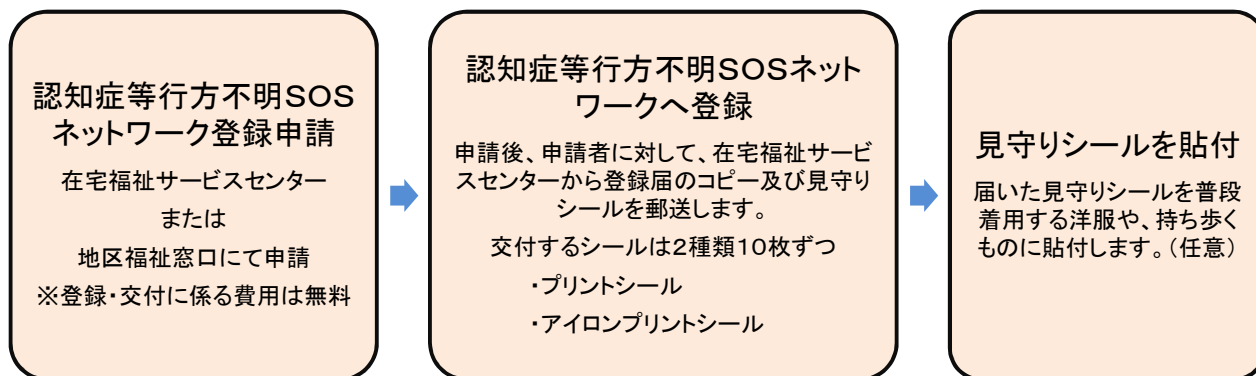 認知症等行方不明SOS
ネットワーク登録申請
在宅福祉サービスセンター
または
地区福祉窓口にて申請
※登録・交付に係る費用は無料
認知症等行方不明SOSネット
ワークへ登録
申請後、申請者に対して、在宅福祉サービ
スセンターから登録届のコピー及び見守り
シールを郵送します。
交付するシールは2種類10枚ずつ
・プリントシール
・アイロンプリントシール
見守りシールを貼付
届いた見守りシールを普段
着用する洋服や、持ち歩く
ものに貼付します。(任意)